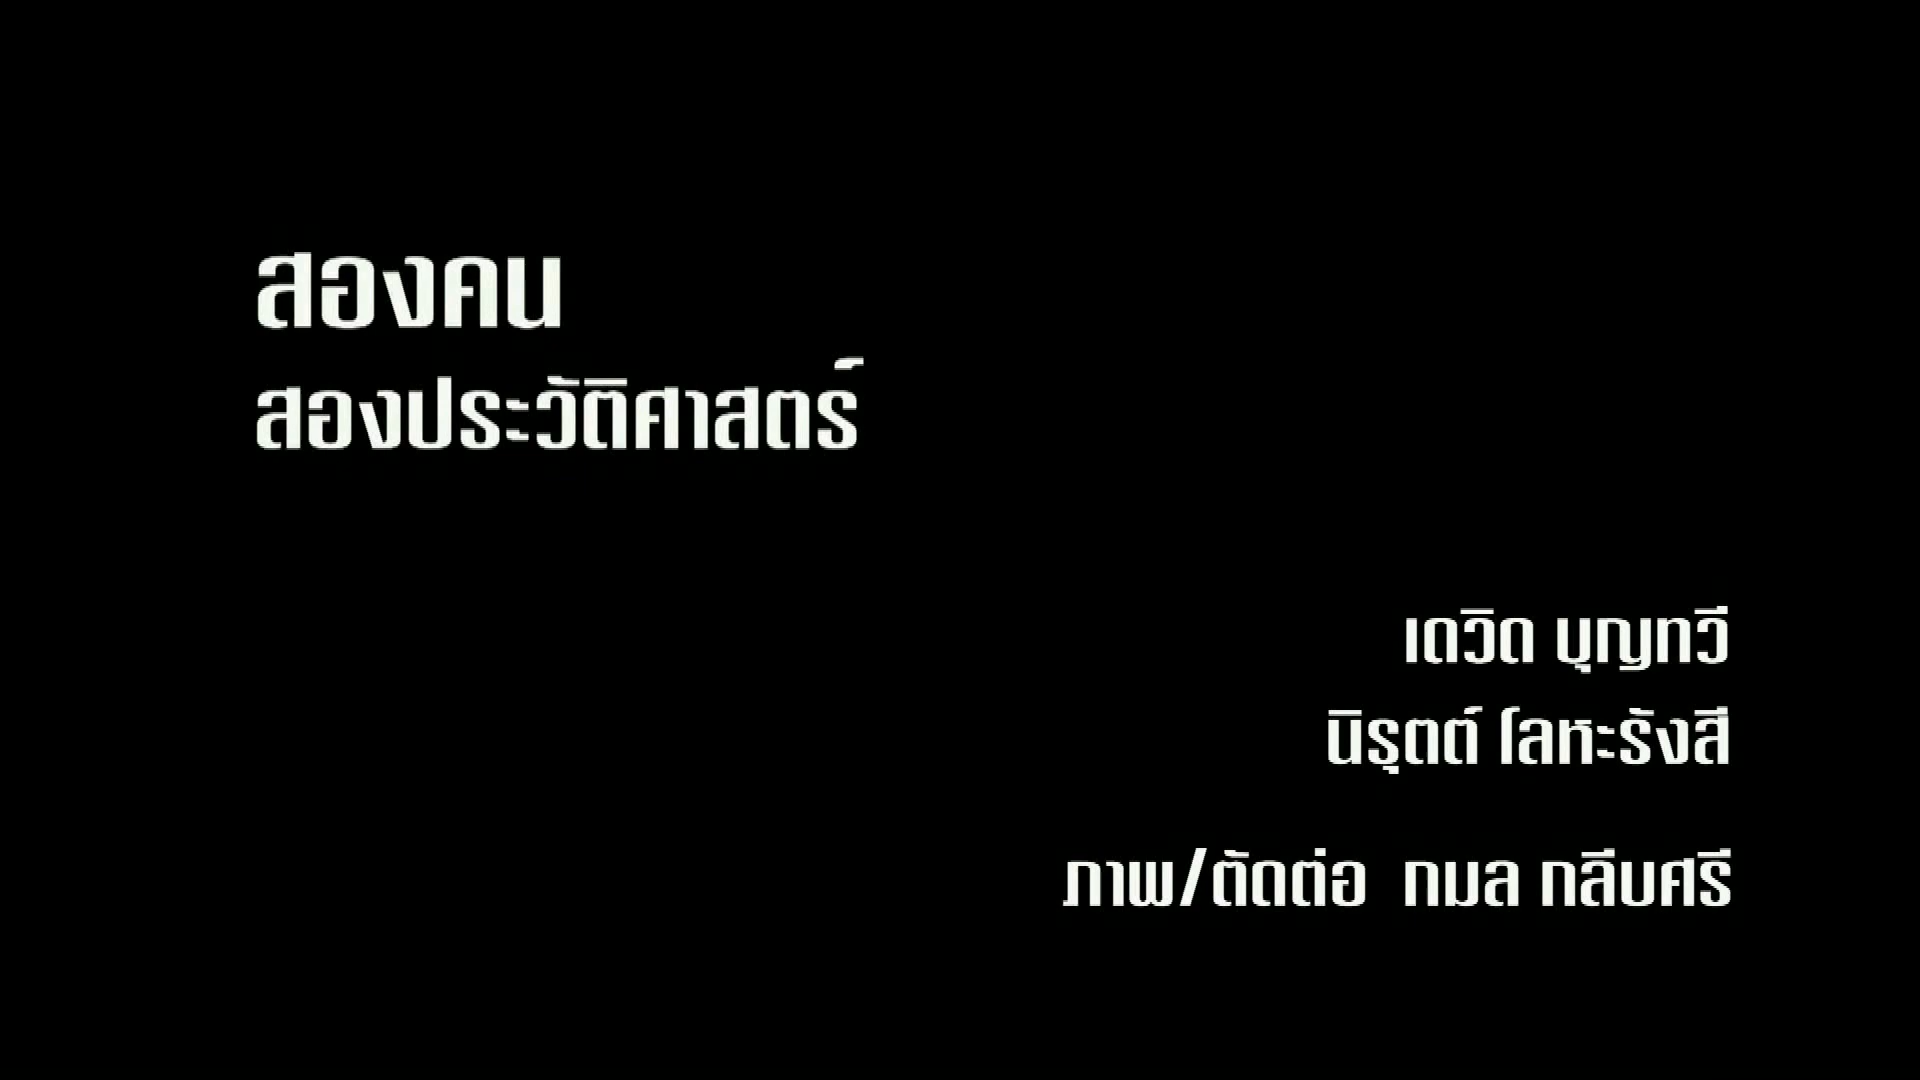 สองคน
สองประวัติศาสตร์
เดวิด บุญทวี
นิรุตต์ โลหะรังสี
ภาพ/ตัดต่อ กมล กลีบศรี